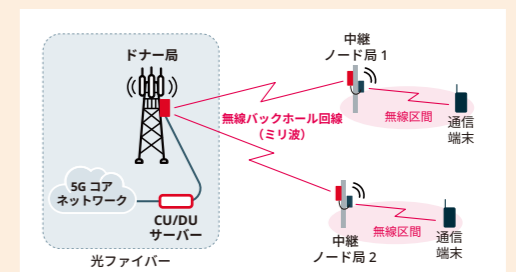 ドナー局
5G コア
ネットワーク
CU/DU
サーバー
光ファイバー
無線バックホール回線
（ミリ波）
中継
ノード局 1
無線区間
通信
端末
中継
ノード局 2
無線区間
通信
端末